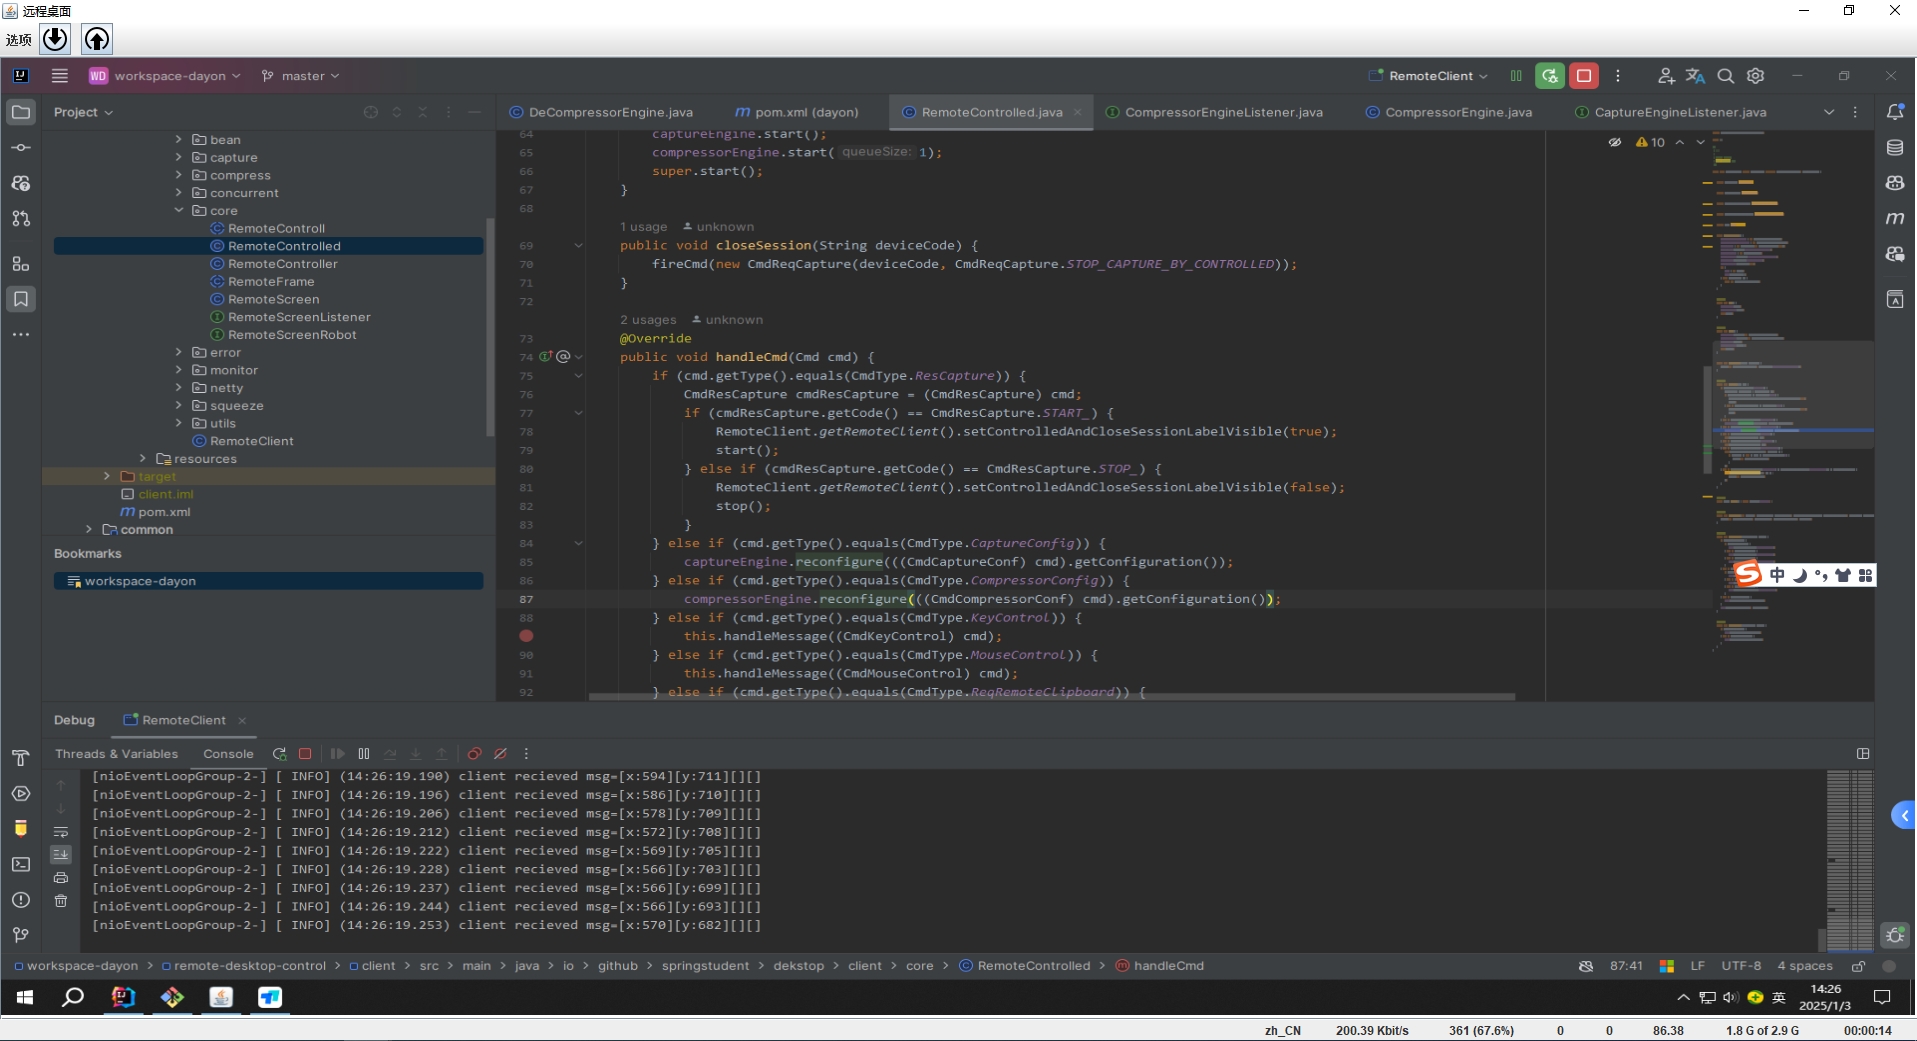 远程桌面
选项
WD workspace-dayon master RemoteClient
Project DeCompressorEngine.java pom.xml (dayon) RemoteControlled.java CompressorEngineListener.java CompressorEngine.java CaptureEngineListener.java
bean
capture
compress
concurrent
core
RemoteControll
RemoteControlled
RemoteController
RemoteFrame
RemoteScreen
RemoteScreenListener
RemoteScreenRobot
error
monitor
netty
squeeze
utils
RemoteClient
resources
target
client.iml
pom.xml
common
Bookmarks
workspace-dayon
10
64 captureEngine.start();
65 compressorEngine.start( queueSize: 1);
66 super.start();
67 }
68
1 usage unknown
69 public void closeSession(String deviceCode) {
70 fireCmd(new CmdReqCapture(deviceCode, CmdReqCapture.STOP_CAPTURE_BY_CONTROLLED));
71 }
72
2 usages unknown
73 @Override
74 public void handleCmd(Cmd cmd) {
75 if (cmd.getType().equals(CmdType.ResCapture)) {
76 CmdResCapture cmdResCapture = (CmdResCapture) cmd;
77 if (cmdResCapture.getCode() == CmdResCapture.START_) {
78 RemoteClient.getRemoteClient().setControlledAndCloseSessionLabelVisible(true);
79 start();
80 } else if (cmdResCapture.getCode() == CmdResCapture.STOP_) {
81 RemoteClient.getRemoteClient().setControlledAndCloseSessionLabelVisible(false);
82 stop();
83 }
84 } else if (cmd.getType().equals(CmdType.CaptureConfig)) {
85 captureEngine.reconfigure(((CmdCaptureConf) cmd).getConfiguration());
86 } else if (cmd.getType().equals(CmdType.CompressorConfig)) {
87 compressorEngine.reconfigure(((CmdCompressorConf) cmd).getConfiguration());
88 } else if (cmd.getType().equals(CmdType.KeyControl)) {
this.handleMessage((CmdKeyControl) cmd);
90 } else if (cmd.getType().equals(CmdType.MouseControl)) {
91 this.handleMessage((CmdMouseControl) cmd);
92 } else if (cmd.getType().equals(CmdType.ReqRemoteClipboard)) {
中
Debug RemoteClient
Threads & Variables Console
[nioEventLoopGroup-2-] [ INFO] (14:26:19.190) client recieved msg=[x:594][y:711][][]
[nioEventLoopGroup-2-] [ INFO] (14:26:19.196) client recieved msg=[x:586][y:710][][]
[nioEventLoopGroup-2-] [ INFO] (14:26:19.206) client recieved msg=[x:578][y:709][][]
[nioEventLoopGroup-2-] [ INFO] (14:26:19.212) client recieved msg=[x:572][y:708][][]
[nioEventLoopGroup-2-] [ INFO] (14:26:19.222) client recieved msg=[x:569][y:705][][]
[nioEventLoopGroup-2-] [ INFO] (14:26:19.228) client recieved msg=[x:566][y:703][][]
[nioEventLoopGroup-2-] [ INFO] (14:26:19.237) client recieved msg=[x:566][y:699][][]
[nioEventLoopGroup-2-] [ INFO] (14:26:19.244) client recieved msg=[x:566][y:693][][]
[nioEventLoopGroup-2-] [ INFO] (14:26:19.253) client recieved msg=[x:570][y:682][][]
workspace-dayon > remote-desktop-control > client > src > main > java > io > github > springstudent > dekstop > client > core > RemoteControlled > handleCmd 87:41 LF UTF-8 4 spaces
英 14:26
2025/1/3
zh_CN 200.39 Kbit/s 361 (67.6%) 0 0 86.38 1.8 G of 2.9 G 00:00:14